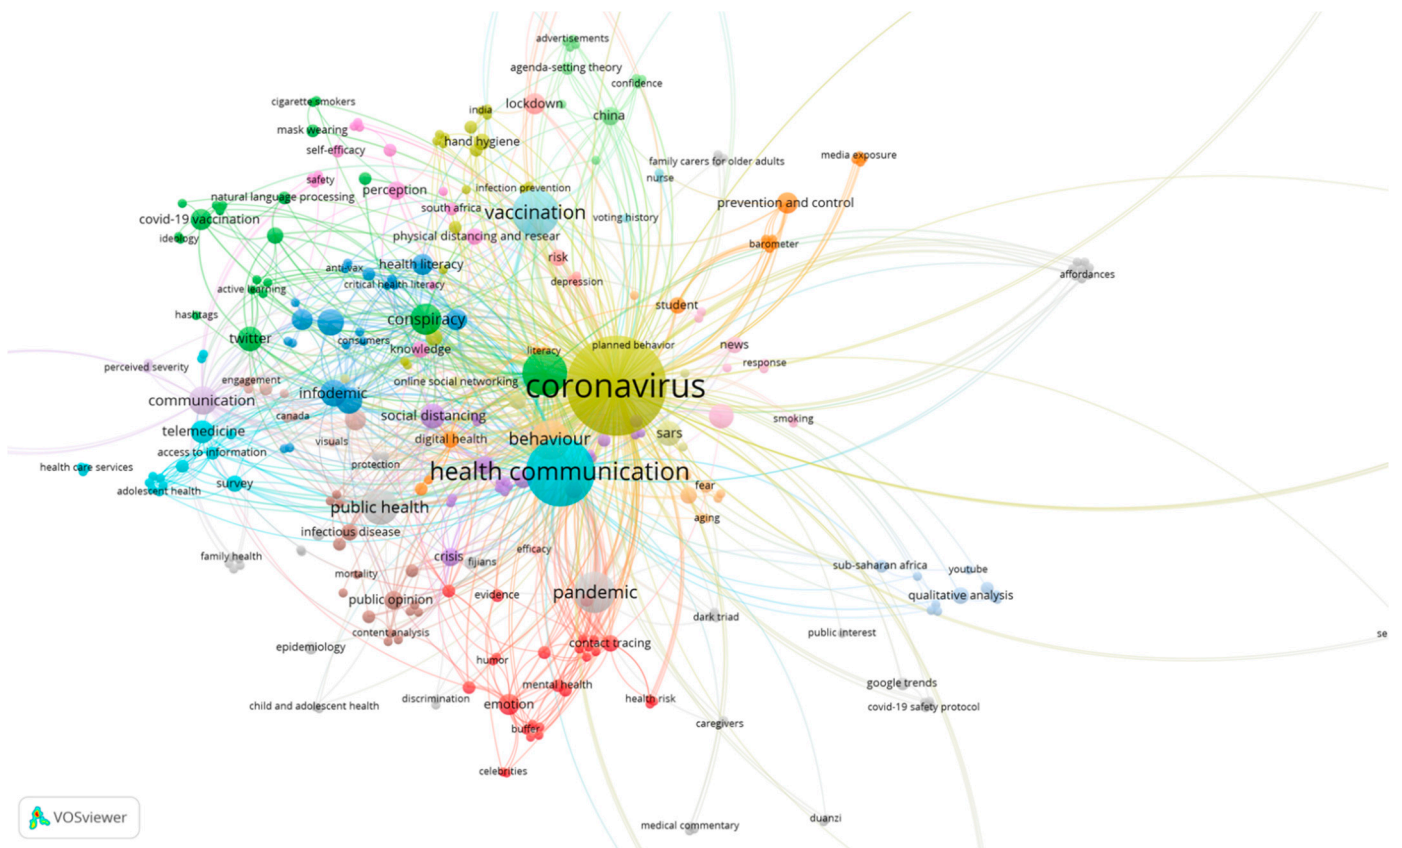 advertisements
agenda-setting theory
confidence
cigarette smokers
india
lockdown
china
mask wearing
hand hygiene
self-efficacy
family carers for older adults
media exposure
safety
nurse
perception
infection prevention
natural language processing
prevention and control
covid-19 vaccination
south africa
vaccination
voting history
ideology
physical distancing and resear
barometer
risk
anti-vax
health literacy
affordances
critical health literacy
depression
active learning
student
hashtags
conspiracy
twitter
consumers
knowledge
literacy
planned behavior
news
perceived severity
response
engagement
online social networking
coronavirus
infodemic
communication
canada
social distancing
smoking
telemedicine
visuals
digital health
behaviour
sars
access to information
protection
health care services
health communication
adolescent health
survey
fear
public health
aging
infectious disease
family health
crisis
fijians
efficacy
sub-saharan africa
youtube
mortality
public opinion
evidence
pandemic
qualitative analysis
dark triad
content analysis
public interest
se
epidemiology
contact tracing
humor
google trends
mental health
child and adolescent health
discrimination
emotion
health risk
covid-19 safety protocol
buffer
caregivers
celebrities
VOSviewer
medical commentary
duanzi